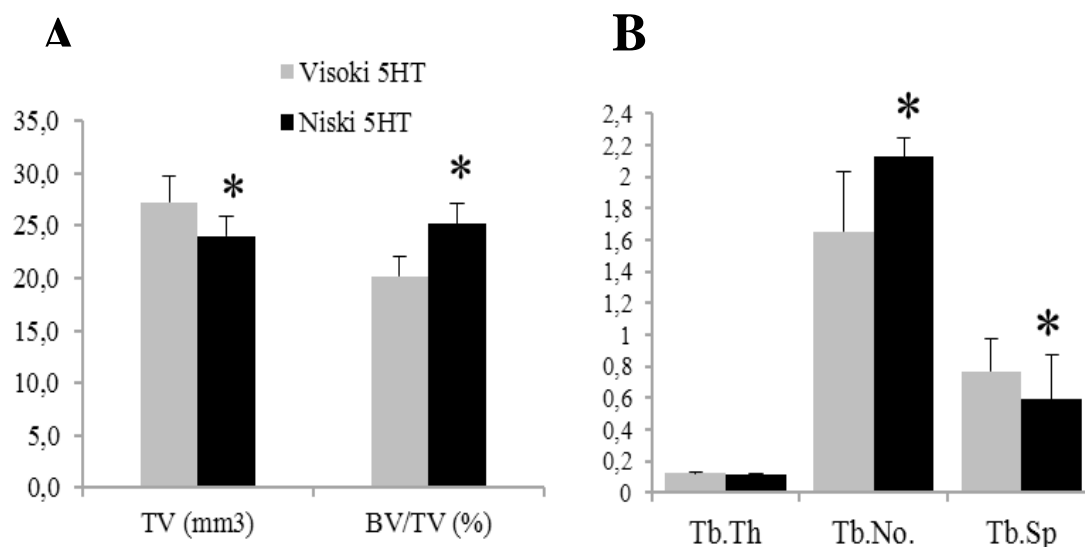 A
B
Visoki 5HT
Niski 5HT
*
*
*
*
35,0
30,0
25,0
20,0
15,0
10,0
5,0
0,0
TV (mm3)
BV/TV (%)
2,4
2,2
2
1,8
1,6
1,4
1,2
1
0,8
0,6
0,4
0,2
0
Tb.Th
Tb.No.
Tb.Sp